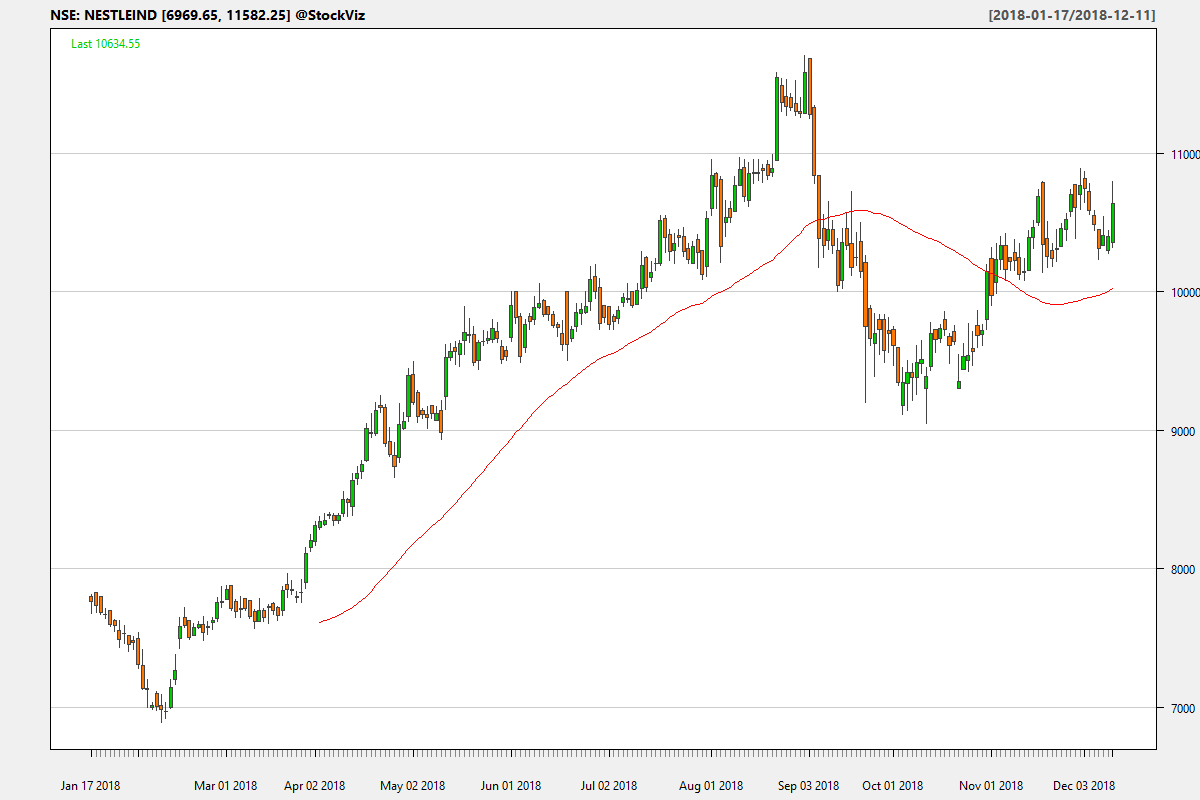 NSE: NESTLEIND [6969.65, 11582.25] @StockViz [2018-01-17/2018-12-11]
Last 10634.55
11000
10000
9000
8000
7000
Jan 17 2018 Mar 01 2018 Apr 02 2018 May 02 2018 Jun 01 2018 Jul 02 2018 Aug 01 2018 Sep 03 2018 Oct 01 2018 Nov 01 2018 Dec 03 2018